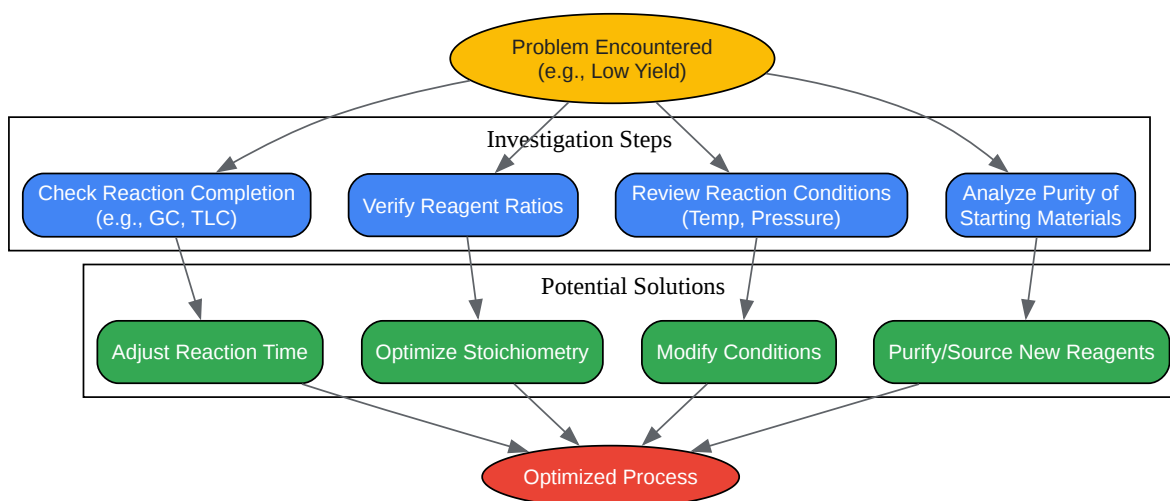 Problem Encountered
(e.g., Low Yield)
Investigation Steps
Check Reaction Completion
(e.g., GC, TLC)
Verify Reagent Ratios
Review Reaction Conditions
(Temp, Pressure)
Analyze Purity of
Starting Materials
Potential Solutions
Adjust Reaction Time
Optimize Stoichiometry
Modify Conditions
Purify/Source New Reagents
Optimized Process